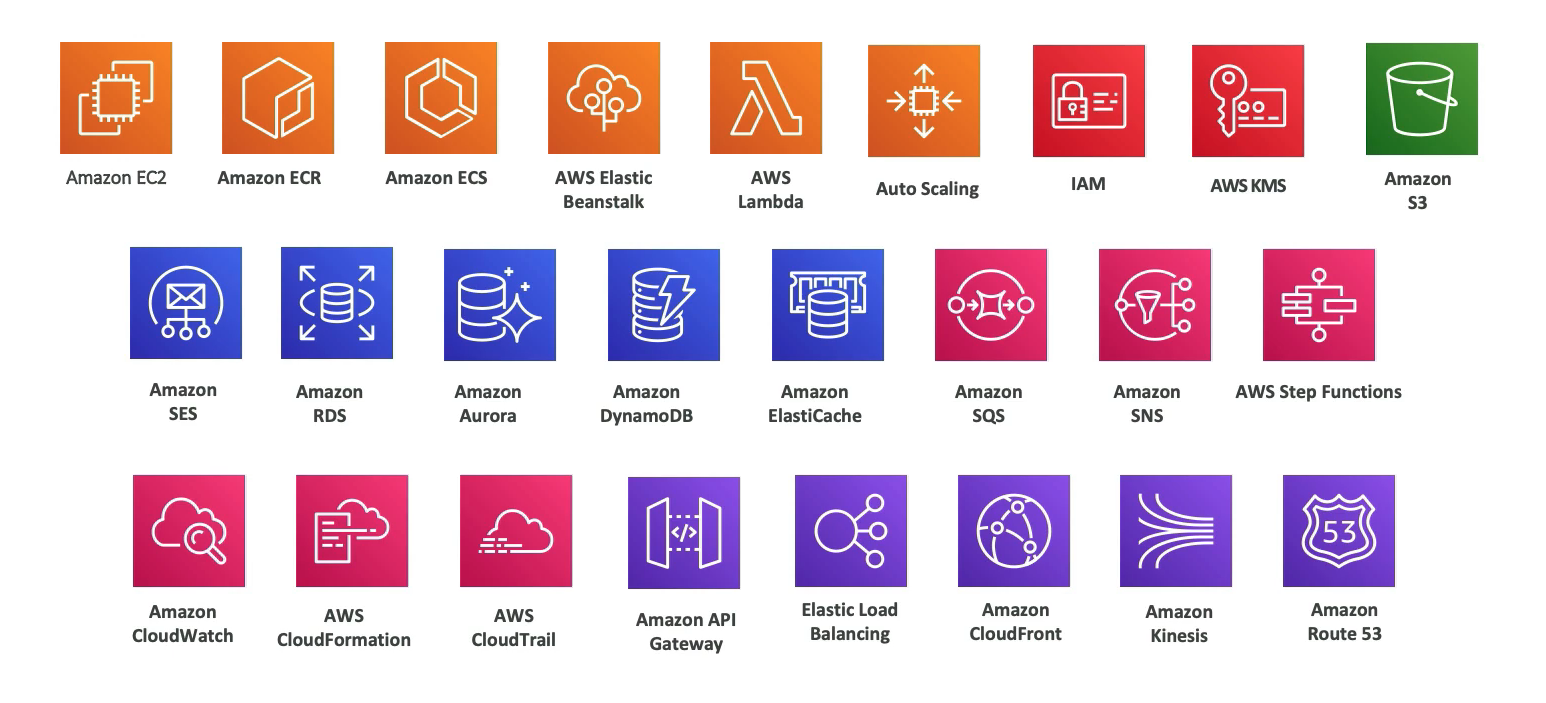 Amazon EC2
Amazon ECR
Amazon ECS
AWS Elastic
Beanstalk
AWS
Lambda
Auto Scaling
IAM
AWS KMS
Amazon
S3
Amazon
SES
Amazon
RDS
Amazon
Aurora
Amazon
DynamoDB
Amazon
ElastiCache
Amazon
SQS
Amazon
SNS
AWS Step Functions
Amazon
CloudWatch
AWS
CloudFormation
AWS
CloudTrail
</>
Amazon API
Gateway
Elastic Load
Balancing
Amazon
CloudFront
Amazon
Kinesis
53
Amazon
Route 53